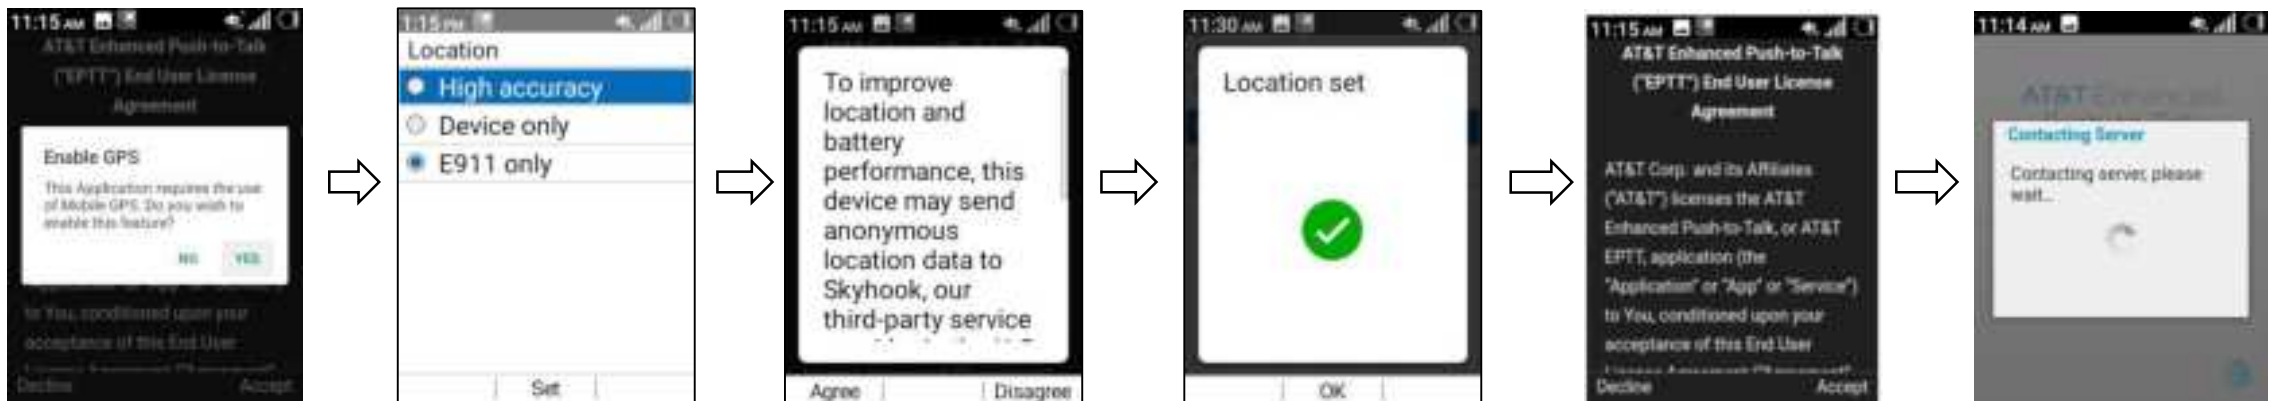 11:15 AM
AT&T Enhanced Push-to-Talk
("EPTT") End User License
Agreement
Enable GPS
This Application requires the use
of Mobile GPS. Do you wish to
enable this feature?
NO YES
to You, conditioned upon your
acceptance of this End User
Decline Accept
1:15 PM
Location
High accuracy
Device only
E911 only
Set
11:15 AM
To improve
location and
battery
performance, this
device may send
anonymous
location data to
Skyhook, our
third-party service
Agree Disagree
11:30 AM
Location set
OK
11:15 AM
AT&T Enhanced Push-to-Talk
("EPTT") End User License
Agreement
AT&T Corp. and its Affiliates
("AT&T") licenses the AT&T
Enhanced Push-to-Talk, or AT&T
EPTT, application (the
"Application" or "App" or "Service")
to You, conditioned upon your
acceptance of this End User
License Agreement
Decline Accept
11:14 AM
AT&T Enhanced
Contacting Server
Contacting server, please
wait...